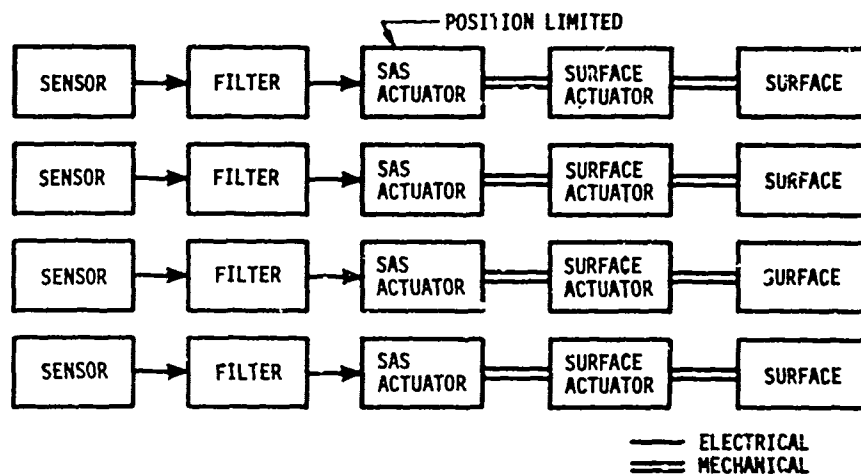 POSITION LIMITED
SENSOR FILTER SAS ACTUATOR SURFACE ACTUATOR SURFACE
SENSOR FILTER SAS ACTUATOR SURFACE ACTUATOR SURFACE
SENSOR FILTER SAS ACTUATOR SURFACE ACTUATOR SURFACE
SENSOR FILTER SAS ACTUATOR SURFACE ACTUATOR SURFACE
ELECTRICAL
MECHANICAL